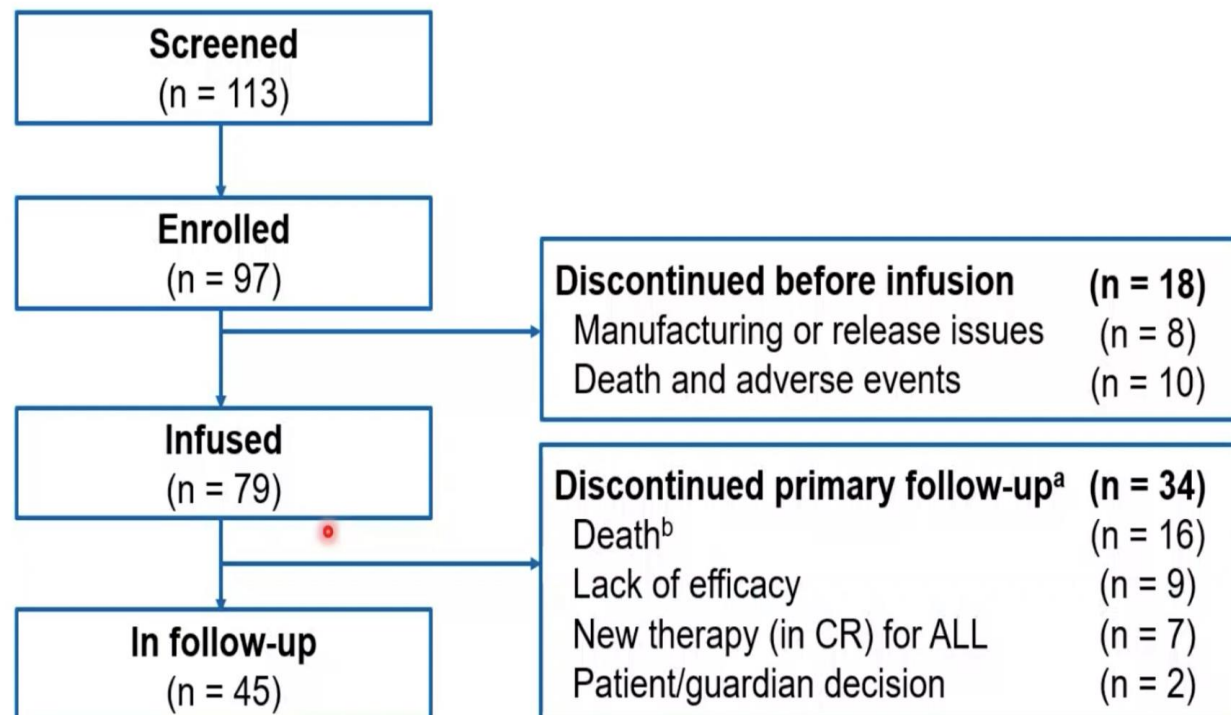 Screened
(n = 113)
Enrolled
(n = 97)
Discontinued before infusion (n = 18)
Manufacturing or release issues (n = 8)
Death and adverse events (n = 10)
Infused
(n = 79)
Discontinued primary follow-upᵃ (n = 34)
Deathᵇ (n = 16)
Lack of efficacy (n = 9)
New therapy (in CR) for ALL (n = 7)
Patient/guardian decision (n = 2)
In follow-up
(n = 45)